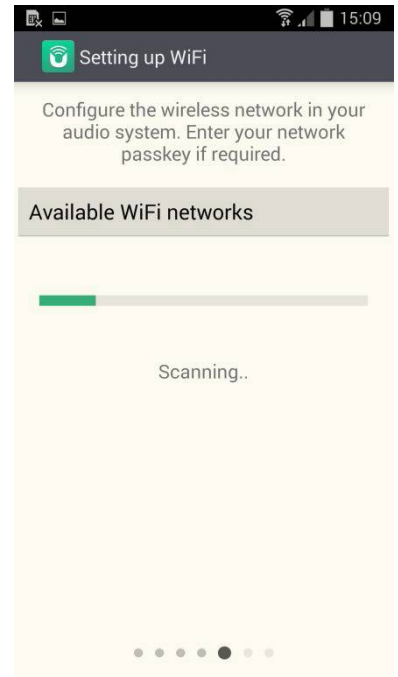 15:09
Setting up WiFi
Configure the wireless network in your
audio system. Enter your network
passkey if required.
Available WiFi networks
Scanning..